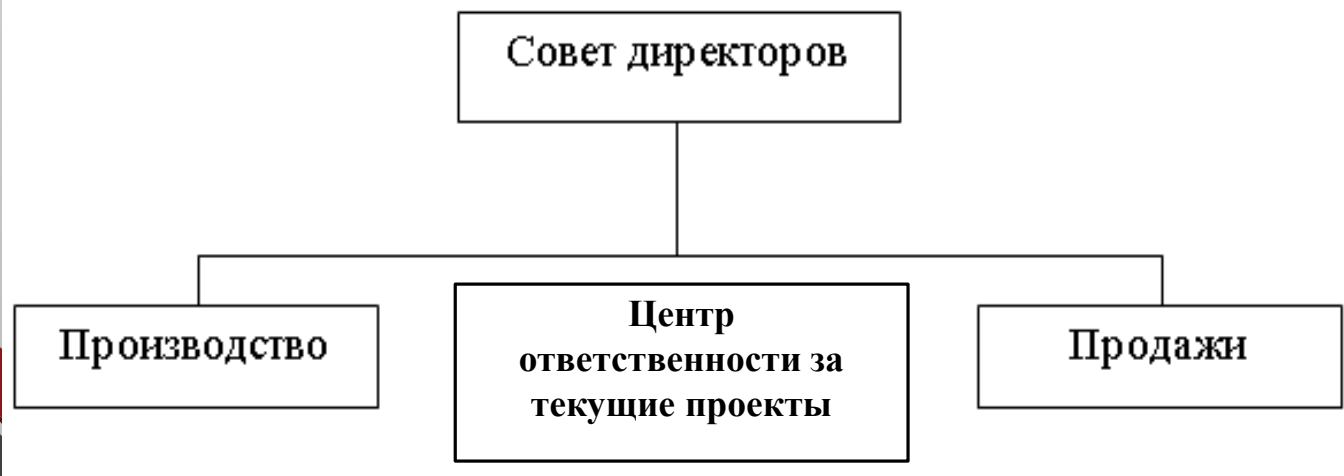 Совет директоров
Производство
Центр
ответственности за
текущие проекты
Продажи